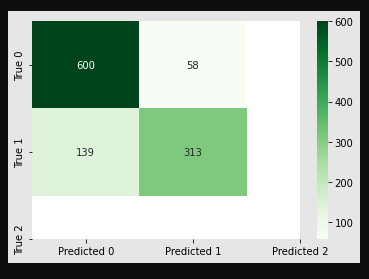 True 0
600
58
True 1
139
313
True 2
Predicted 0
Predicted 1
Predicted 2
600
500
400
300
200
100